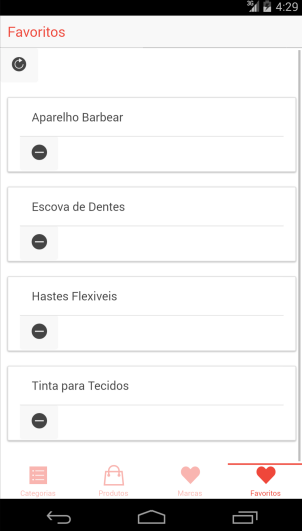 3G 4:29
Favoritos
Aparelho Barbear
Escova de Dentes
Hastes Flexiveis
Tinta para Tecidos
Categorias Produtos Marcas Favoritos